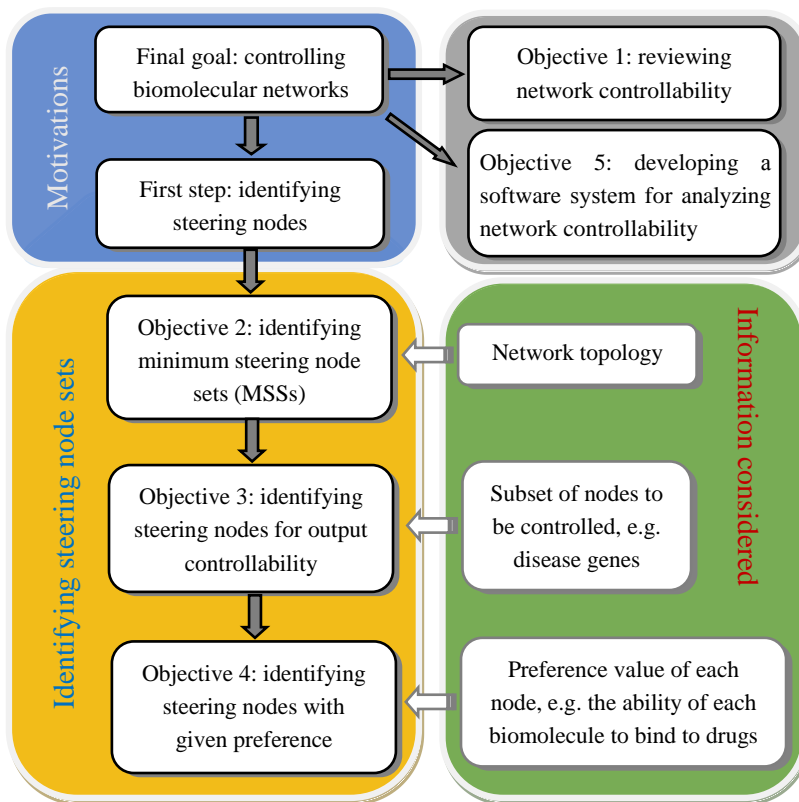 Motivations
Final goal: controlling
biomolecular networks
First step: identifying
steering nodes
Objective 1: reviewing
network controllability
Objective 5: developing a
software system for analyzing
network controllability
Identifying steering node sets
Objective 2: identifying
minimum steering node
sets (MSSs)
Objective 3: identifying
steering nodes for output
controllability
Objective 4: identifying
steering nodes with
given preference
Network topology
Subset of nodes to
be controlled, e.g.
disease genes
Preference value of each
node, e.g. the ability of each
biomolecule to bind to drugs
Information considered